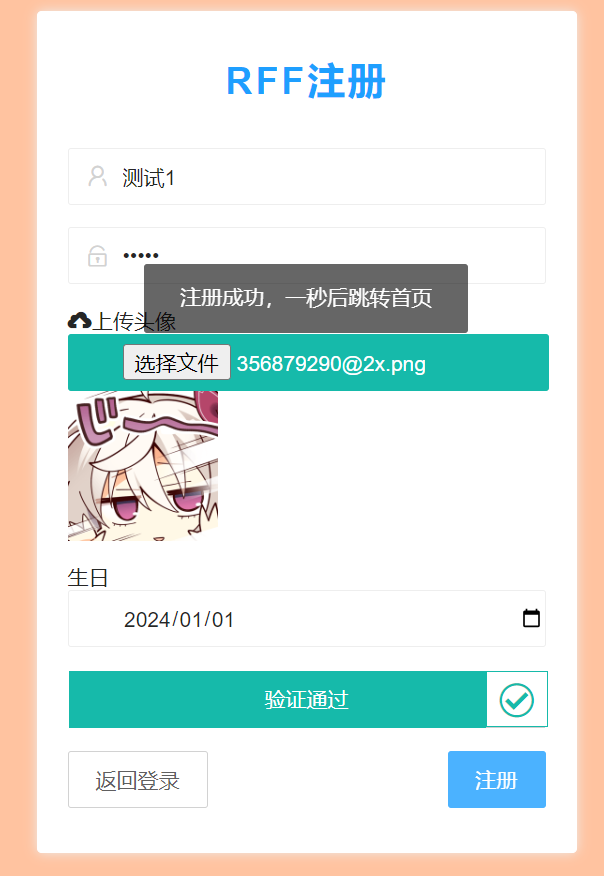 RFF注册
测试1
•••••
注册成功，一秒后跳转首页
上传头像
选择文件 356879290@2x.png
じ～
生日
2024/01/01
验证通过
返回登录
注册